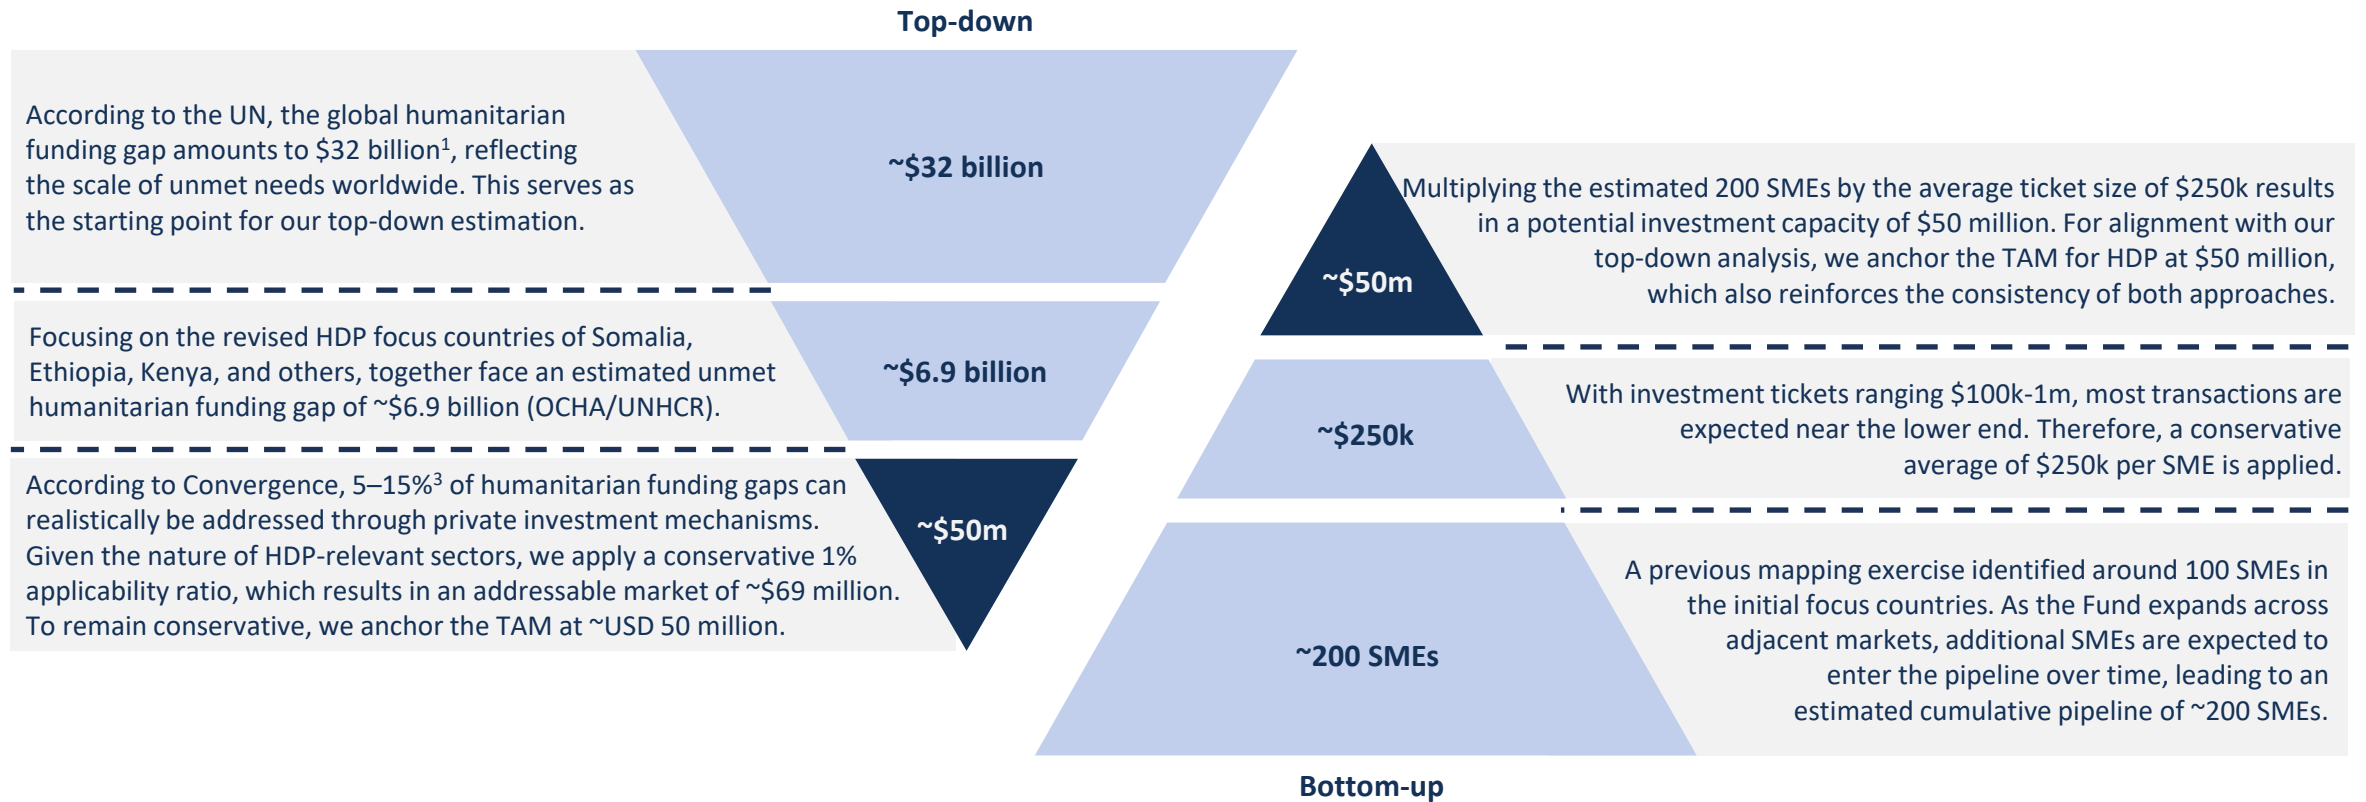 Top-down
According to the UN, the global humanitarian
funding gap amounts to $32 billion¹, reflecting
the scale of unmet needs worldwide. This serves as
the starting point for our top-down estimation.
~$32 billion
Focusing on the revised HDP focus countries of Somalia,
Ethiopia, Kenya, and others, together face an estimated unmet
humanitarian funding gap of ~$6.9 billion (OCHA/UNHCR).
~$6.9 billion
According to Convergence, 5–15%³ of humanitarian funding gaps can
realistically be addressed through private investment mechanisms.
Given the nature of HDP-relevant sectors, we apply a conservative 1%
applicability ratio, which results in an addressable market of ~$69 million.
To remain conservative, we anchor the TAM at ~USD 50 million.
~$50m
~$50m
Multiplying the estimated 200 SMEs by the average ticket size of $250k results
in a potential investment capacity of $50 million. For alignment with our
top-down analysis, we anchor the TAM for HDP at $50 million,
which also reinforces the consistency of both approaches.
~$250k
With investment tickets ranging $100k-1m, most transactions are
expected near the lower end. Therefore, a conservative
average of $250k per SME is applied.
~200 SMEs
A previous mapping exercise identified around 100 SMEs in
the initial focus countries. As the Fund expands across
adjacent markets, additional SMEs are expected to
enter the pipeline over time, leading to an
estimated cumulative pipeline of ~200 SMEs.
Bottom-up